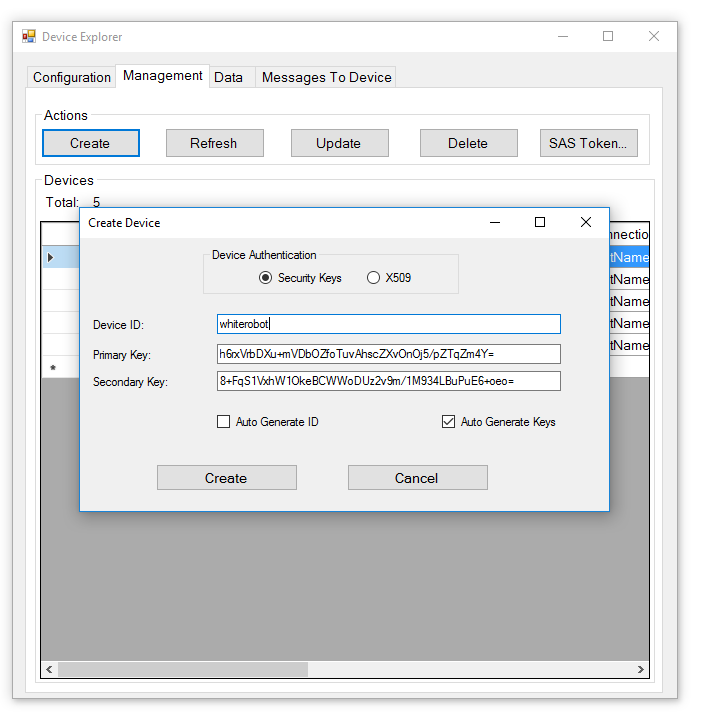 Device Explorer
Configuration Management Data Messages To Device
Actions
Create Refresh Update Delete SAS Token...
Devices
Total: 5
Create Device
nnectio
Device Authentication
tName
Security Keys X509
tName
tName
Device ID: whiterobot
tName
Primary Key: h6rxVrbDXu+mVDbOZfoTuvAhscZXvOnOj5/pZTqZm4Y=
tName
Secondary Key: 8+FqS1VxhW1OkeBCWWoDUz2v9m/1M934LBuPuE6+oeo=
Auto Generate ID Auto Generate Keys
Create Cancel